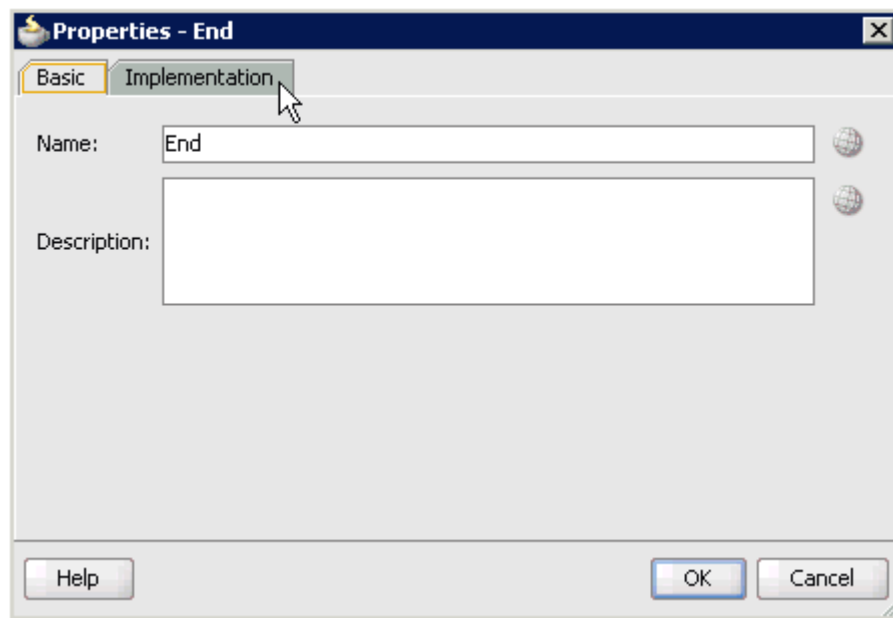 Properties - End
Basic Implementation
Name: End
Description:
Help OK Cancel